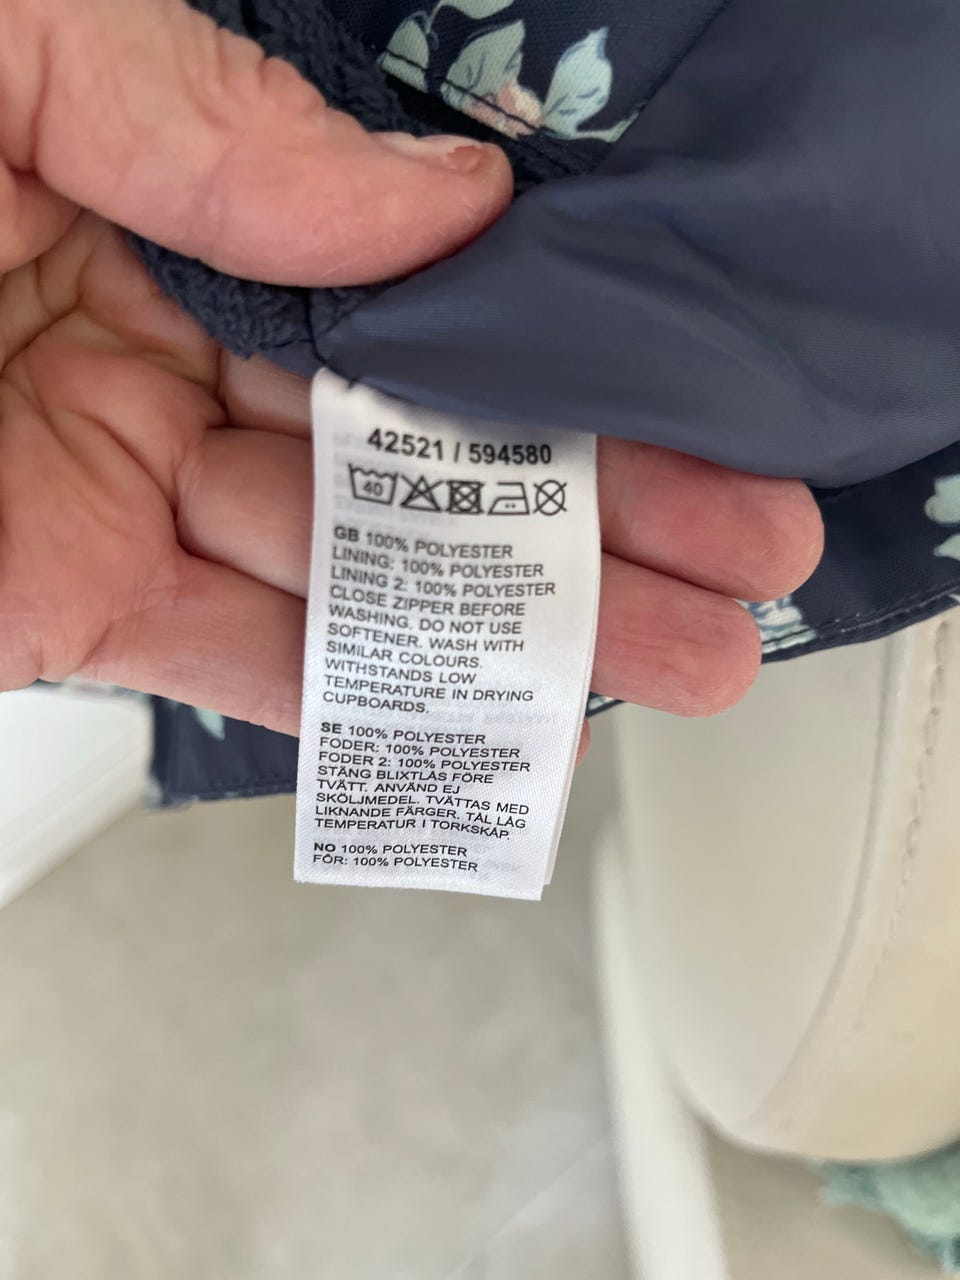 42521 / 594580
40
GB 100% POLYESTER
LINING: 100% POLYESTER
LINING 2: 100% POLYESTER
CLOSE ZIPPER BEFORE
WASHING. DO NOT USE
SOFTENER. WASH WITH
SIMILAR COLOURS.
WITHSTANDS LOW
TEMPERATURE IN DRYING
CUPBOARDS.
SE 100% POLYESTER
FODER: 100% POLYESTER
FODER 2: 100% POLYESTER
STÄNG BLIXTLÅS FÖRE
TVÄTT. ANVÄND EJ
SKÖLJMEDEL. TVÄTTAS MED
LIKNANDE FÄRGER. TÅL LÅG
TEMPERATUR I TORKSKÅP.
NO 100% POLYESTER
FÔR: 100% POLYESTER